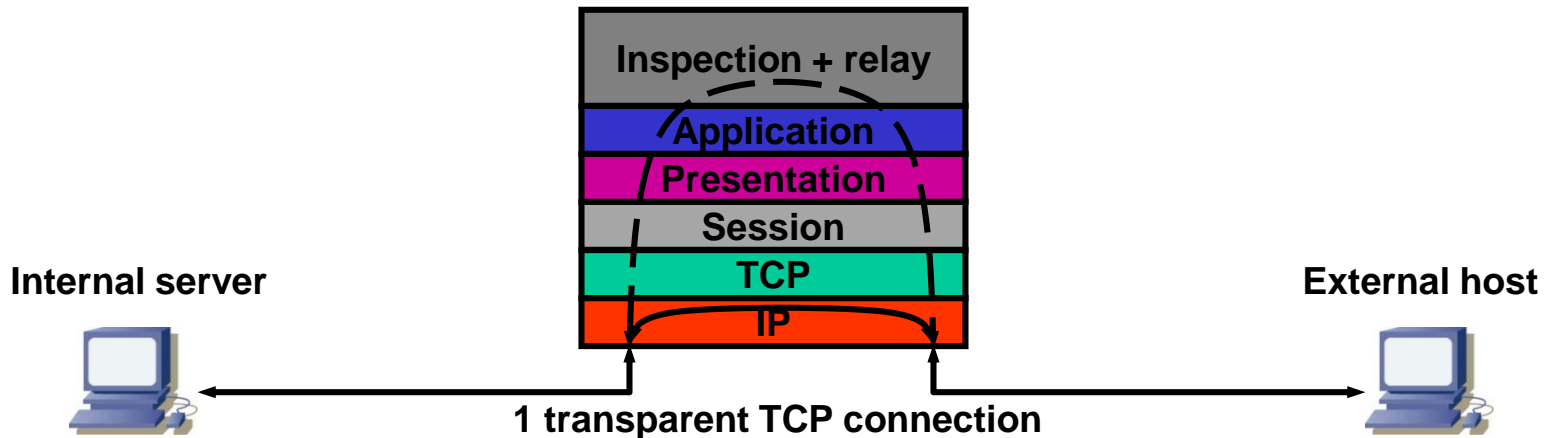 Inspection + relay
Application
Presentation
Session
TCP
IP
Internal server
External host
1 transparent TCP connection